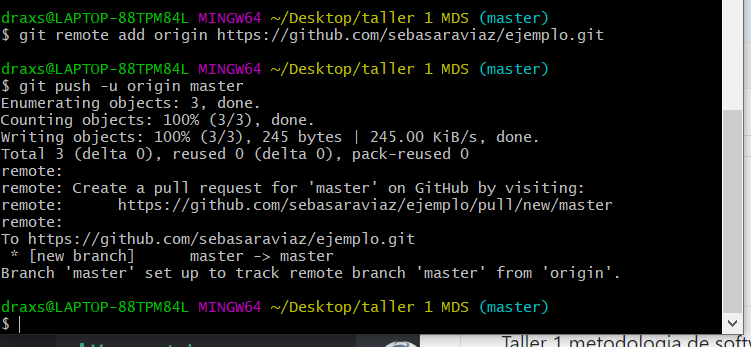 draxs@LAPTOP-88TPM84L MINGW64 ~/Desktop/taller 1 MDS (master)
$ git remote add origin https://github.com/sebasaraviaz/ejemplo.git
draxs@LAPTOP-88TPM84L MINGW64 ~/Desktop/taller 1 MDS (master)
$ git push -u origin master
Enumerating objects: 3, done.
Counting objects: 100% (3/3), done.
Writing objects: 100% (3/3), 245 bytes | 245.00 KiB/s, done.
Total 3 (delta 0), reused 0 (delta 0), pack-reused 0
remote:
remote: Create a pull request for 'master' on GitHub by visiting:
remote:      https://github.com/sebasaraviaz/ejemplo/pull/new/master
remote:
To https://github.com/sebasaraviaz/ejemplo.git
 * [new branch]      master -> master
Branch 'master' set up to track remote branch 'master' from 'origin'.
draxs@LAPTOP-88TPM84L MINGW64 ~/Desktop/taller 1 MDS (master)
$
Taller 1 metodologia de